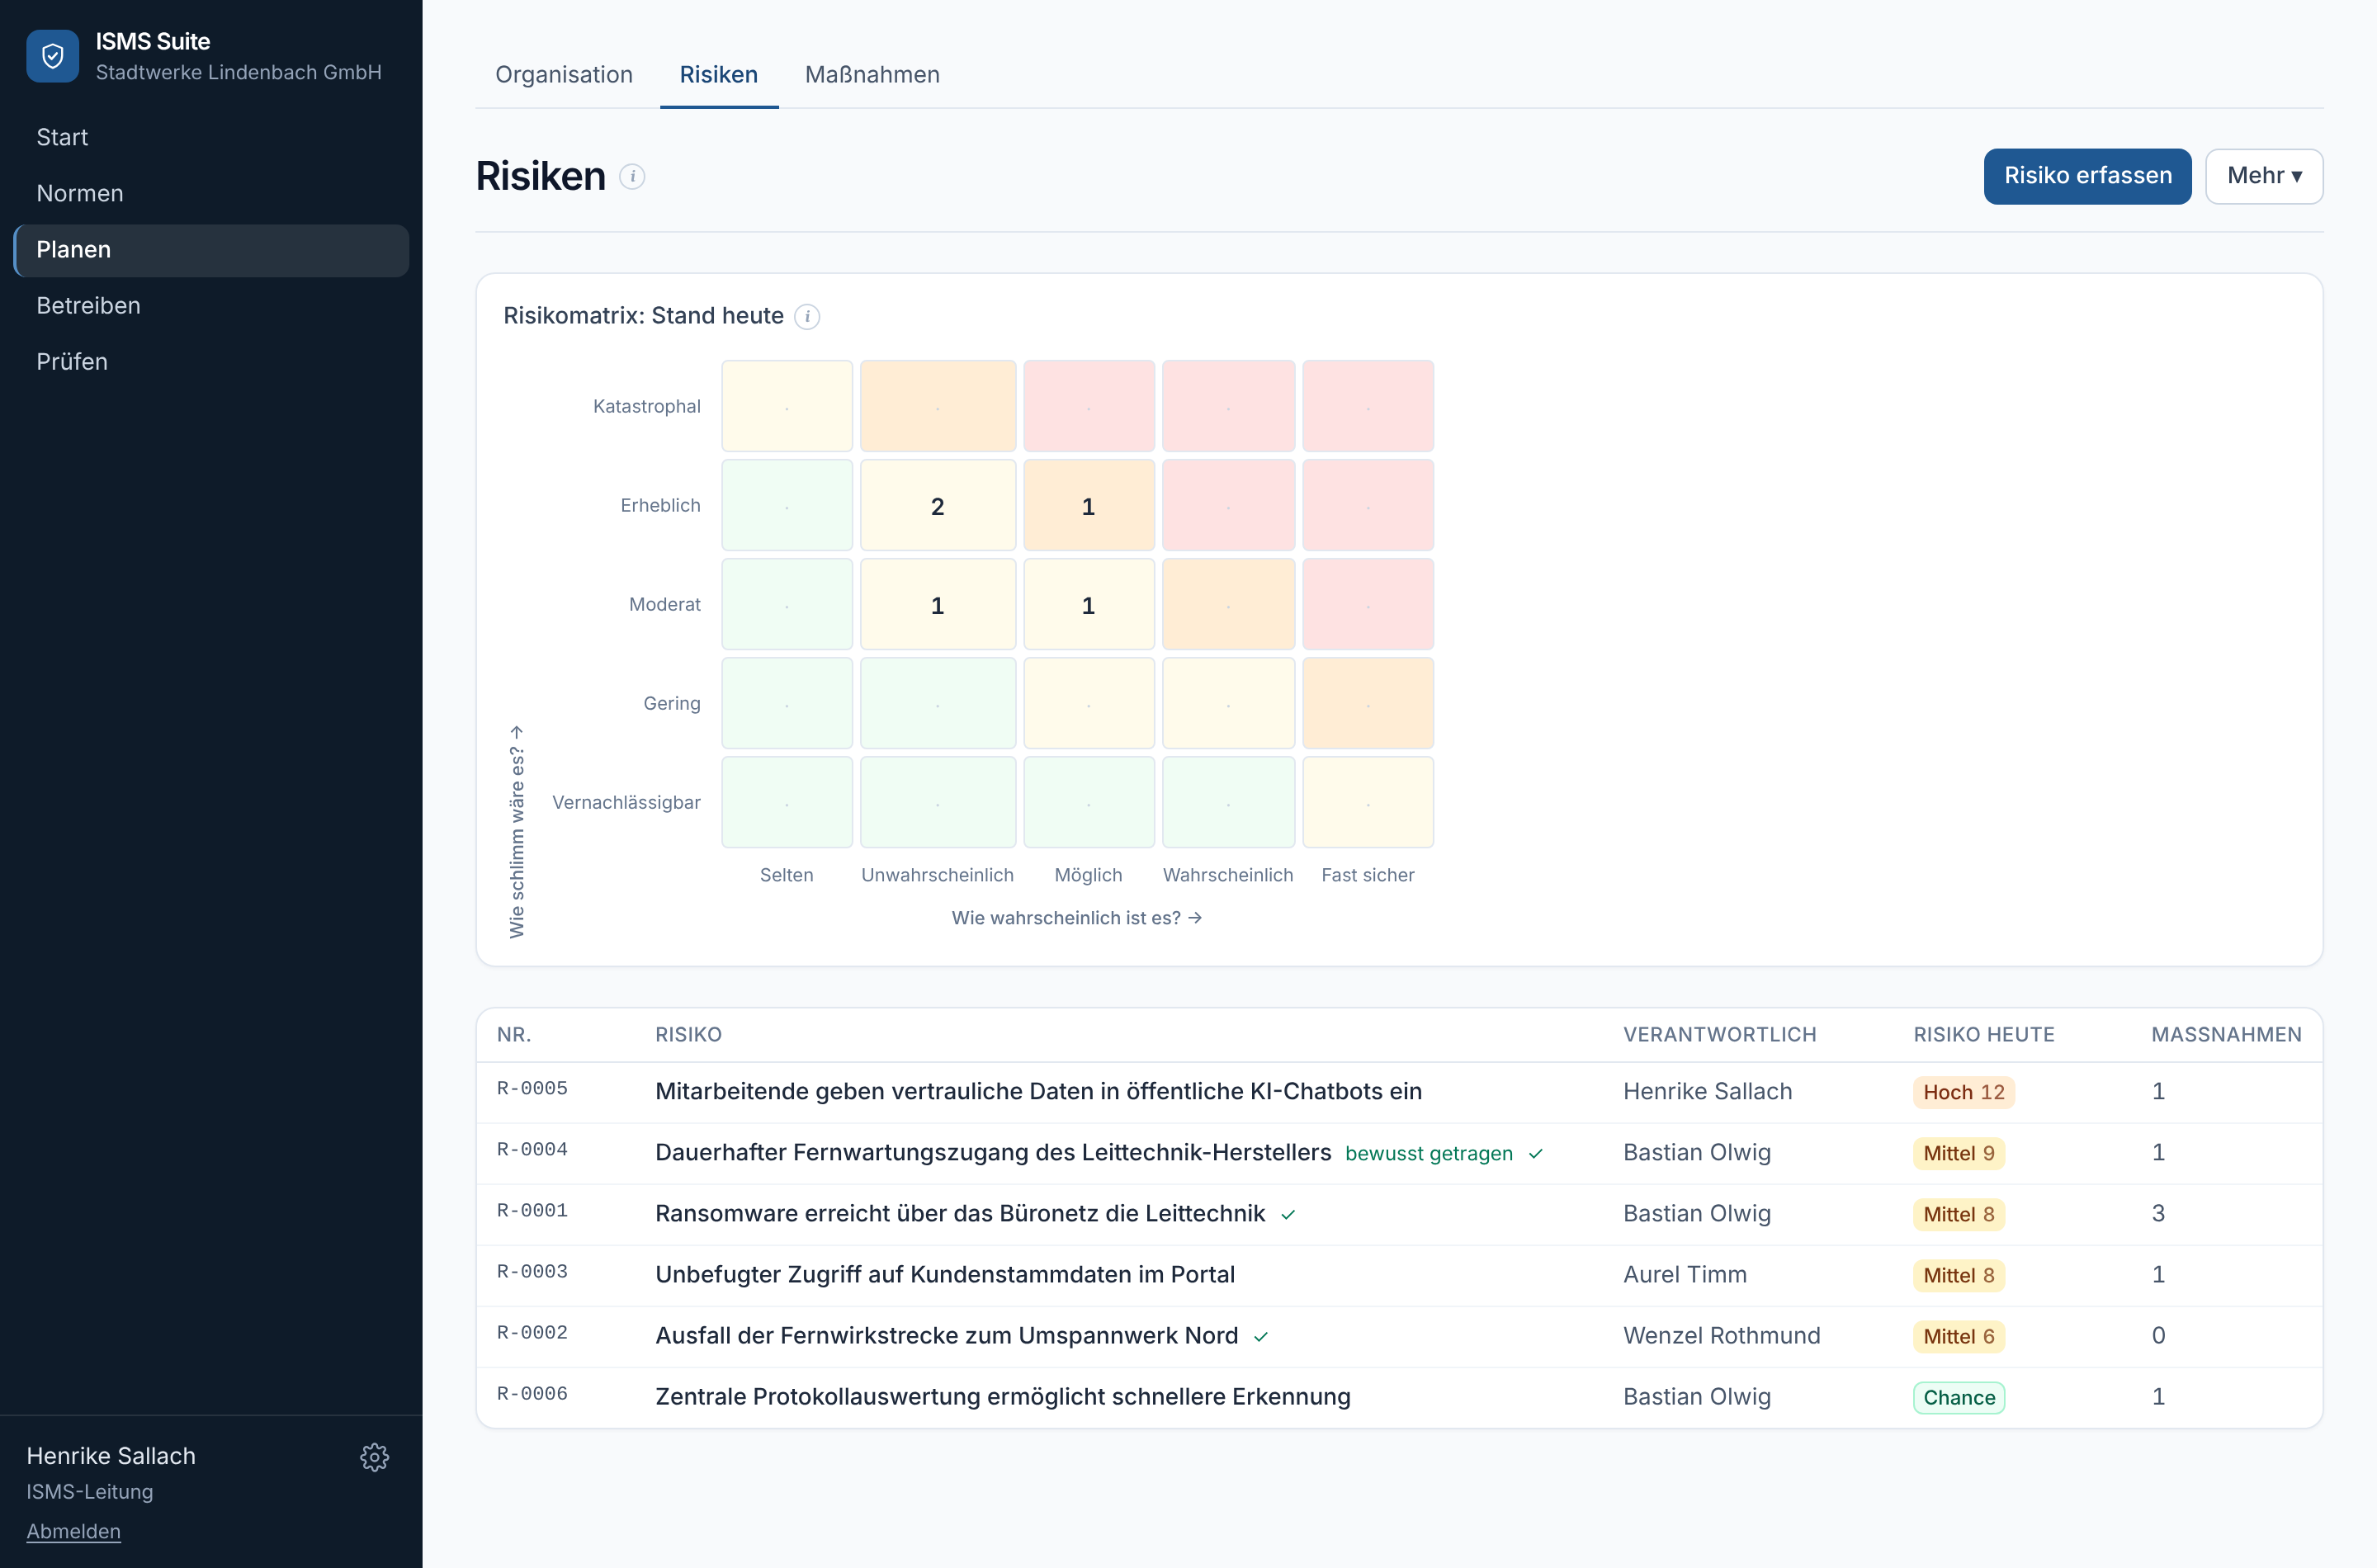 ISMS Suite
Stadtwerke Lindenbach GmbH
Start
Normen
Planen
Betreiben
Prüfen
Henrike Sallach
ISMS-Leitung
Abmelden
Organisation Risiken Maßnahmen
Risiken i
Risiko erfassen Mehr ▾
Risikomatrix: Stand heute i
Wie schlimm wäre es? →
Katastrophal · · · · ·
Erheblich · 2 1 · ·
Moderat · 1 1 · ·
Gering · · · · ·
Vernachlässigbar · · · · ·
Selten Unwahrscheinlich Möglich Wahrscheinlich Fast sicher
Wie wahrscheinlich ist es? →
NR. RISIKO VERANTWORTLICH RISIKO HEUTE MASSNAHMEN
R-0005 Mitarbeitende geben vertrauliche Daten in öffentliche KI-Chatbots ein Henrike Sallach Hoch 12 1
R-0004 Dauerhafter Fernwartungszugang des Leittechnik-Herstellers bewusst getragen ✓ Bastian Olwig Mittel 9 1
R-0001 Ransomware erreicht über das Büronetz die Leittechnik ✓ Bastian Olwig Mittel 8 3
R-0003 Unbefugter Zugriff auf Kundenstammdaten im Portal Aurel Timm Mittel 8 1
R-0002 Ausfall der Fernwirkstrecke zum Umspannwerk Nord ✓ Wenzel Rothmund Mittel 6 0
R-0006 Zentrale Protokollauswertung ermöglicht schnellere Erkennung Bastian Olwig Chance 1